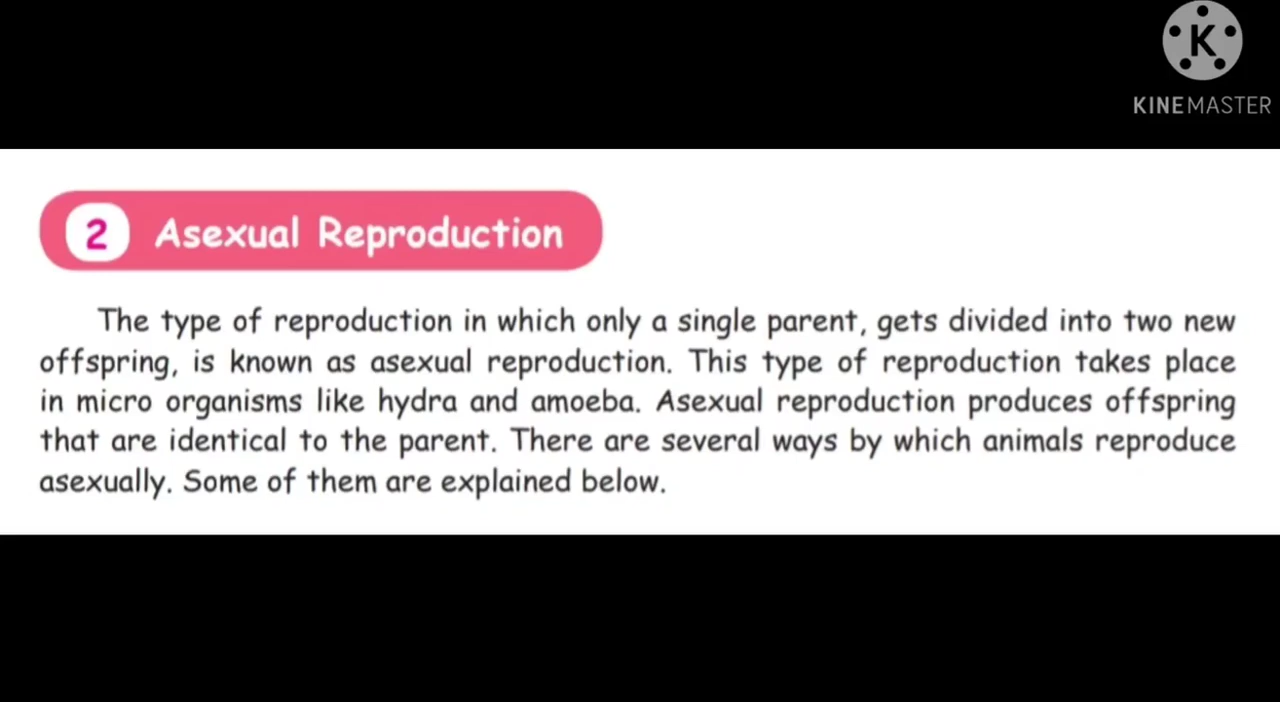 K
KINEMASTER
2 Asexual Reproduction
The type of reproduction in which only a single parent, gets divided into two new
offspring, is known as asexual reproduction. This type of reproduction takes place
in micro organisms like hydra and amoeba. Asexual reproduction produces offspring
that are identical to the parent. There are several ways by which animals reproduce
asexually. Some of them are explained below.